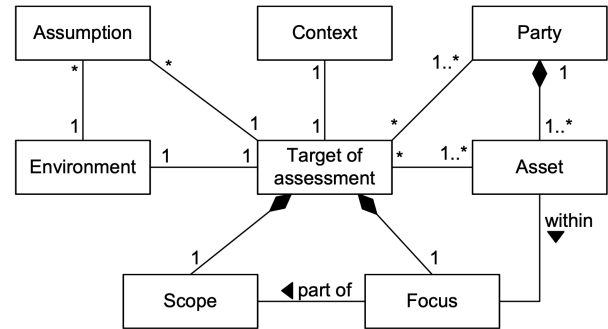 Assumption
Context
Party
* * 1 1..* 1
1 1 1 * 1..*
Environment
1 1
Target of
assessment
* 1..*
Asset
within
1 1
Scope
part of
Focus